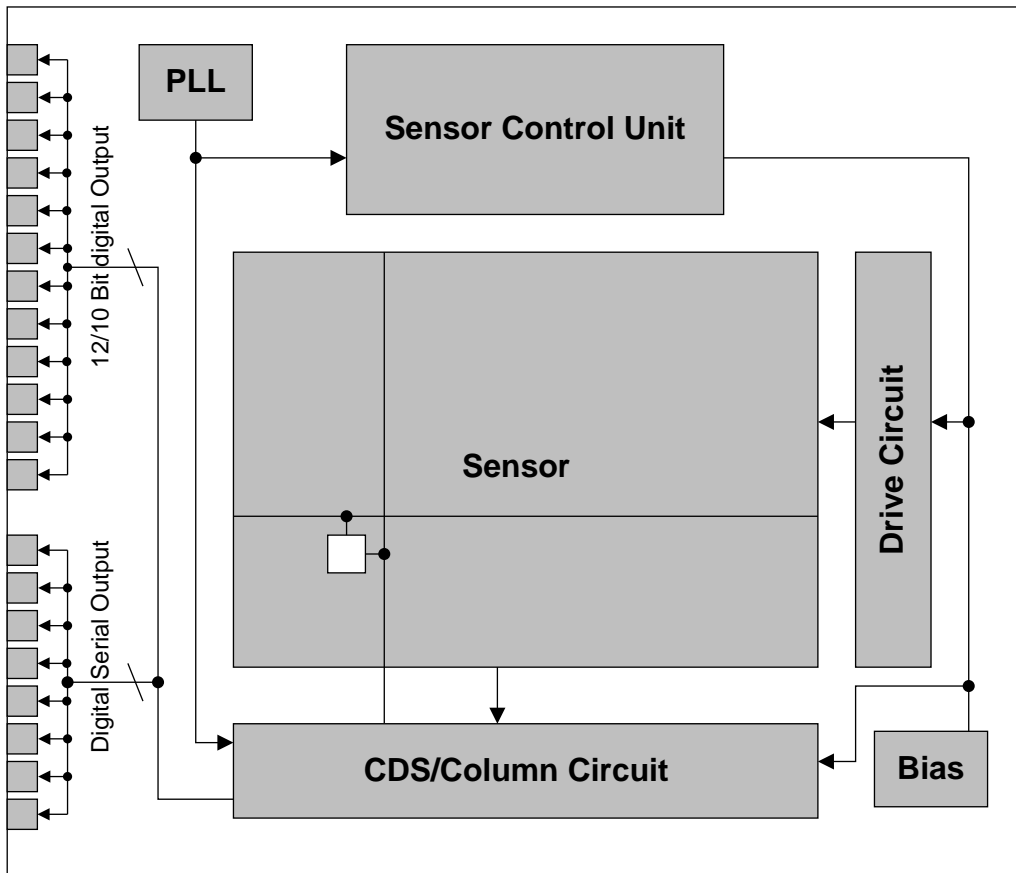 PLL
Sensor Control Unit
12/10 Bit digital Output
Sensor
Drive Circuit
Digital Serial Output
CDS/Column Circuit
Bias